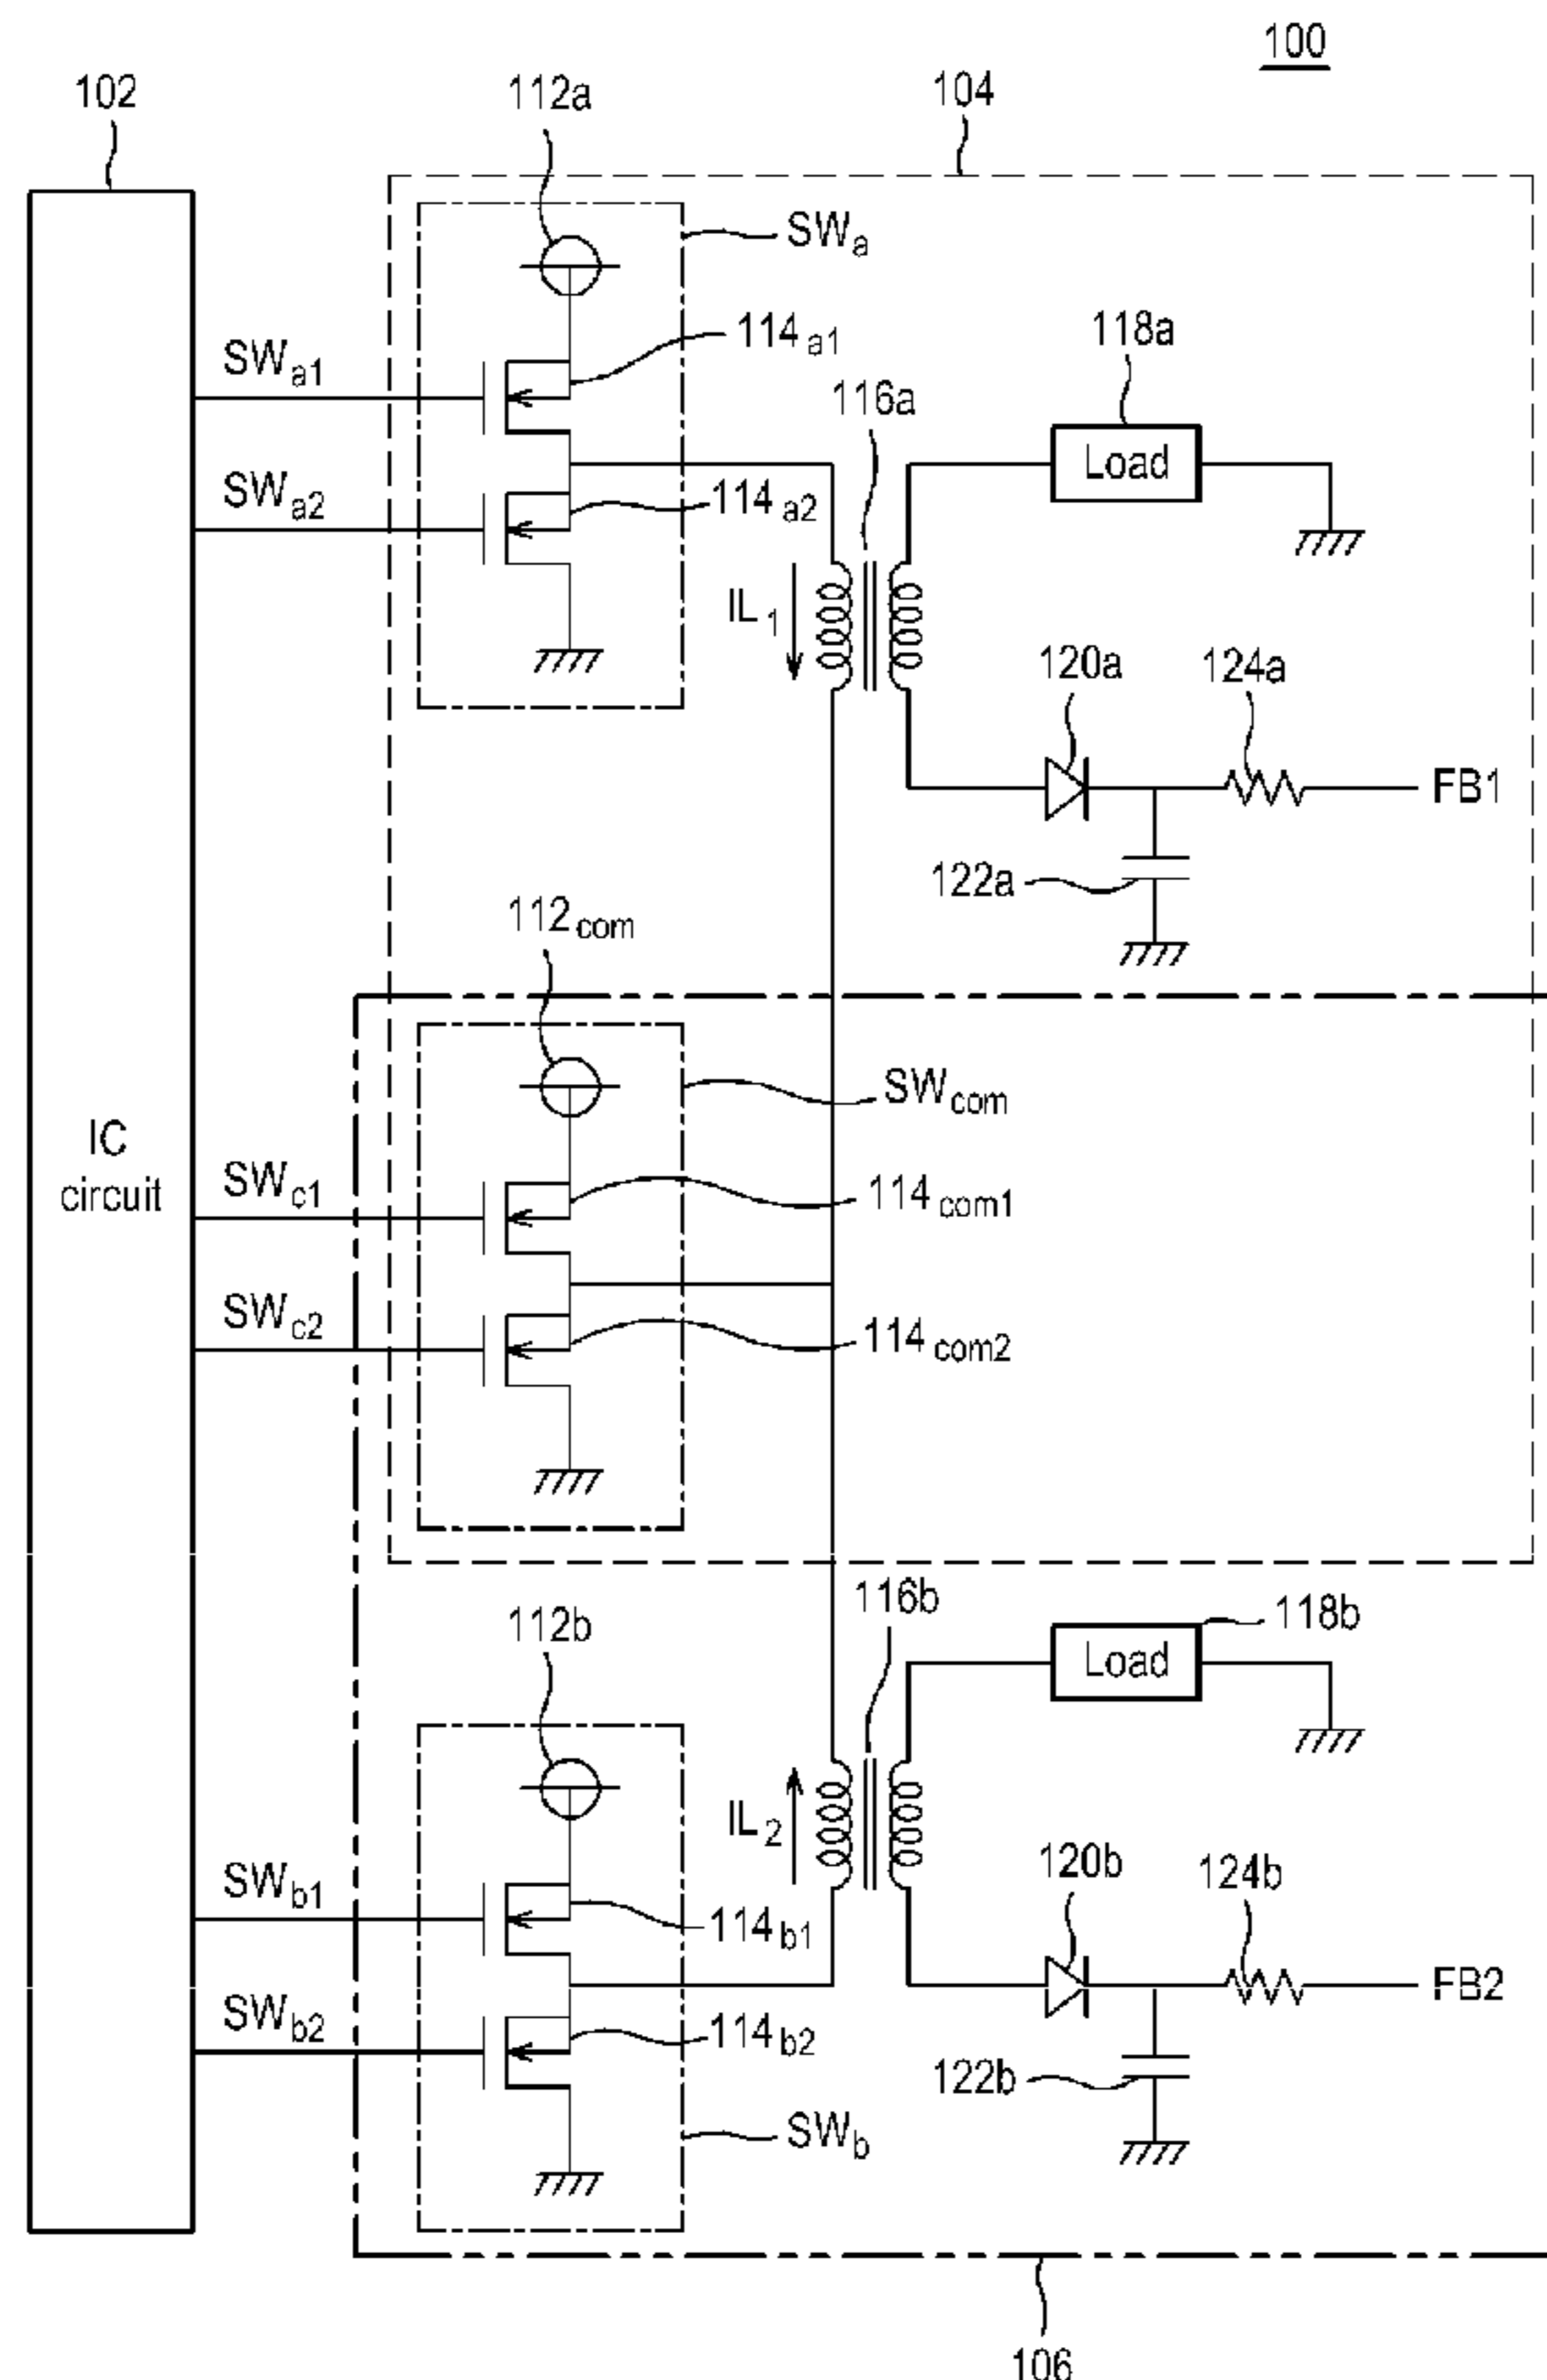 100
102
112a
104
SWa
SWa1
114a1
118a
Load
116a
SWa2
114a2
IL1
120a
124a
FB1
122a
112com
SWcom
IC
circuit
SWc1
114com1
SWc2
114com2
116b
112b
118b
Load
IL2
120b
124b
SWb1
114b1
FB2
SWb2
114b2
122b
SWb
106